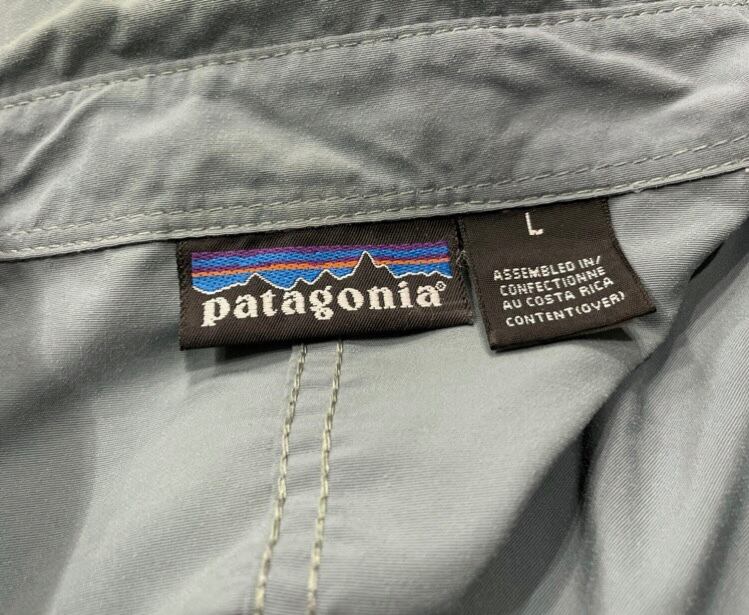 patagonia®
L
ASSEMBLED IN/
CONFECTIONNE
AU COSTA RICA
CONTENT(OVER)